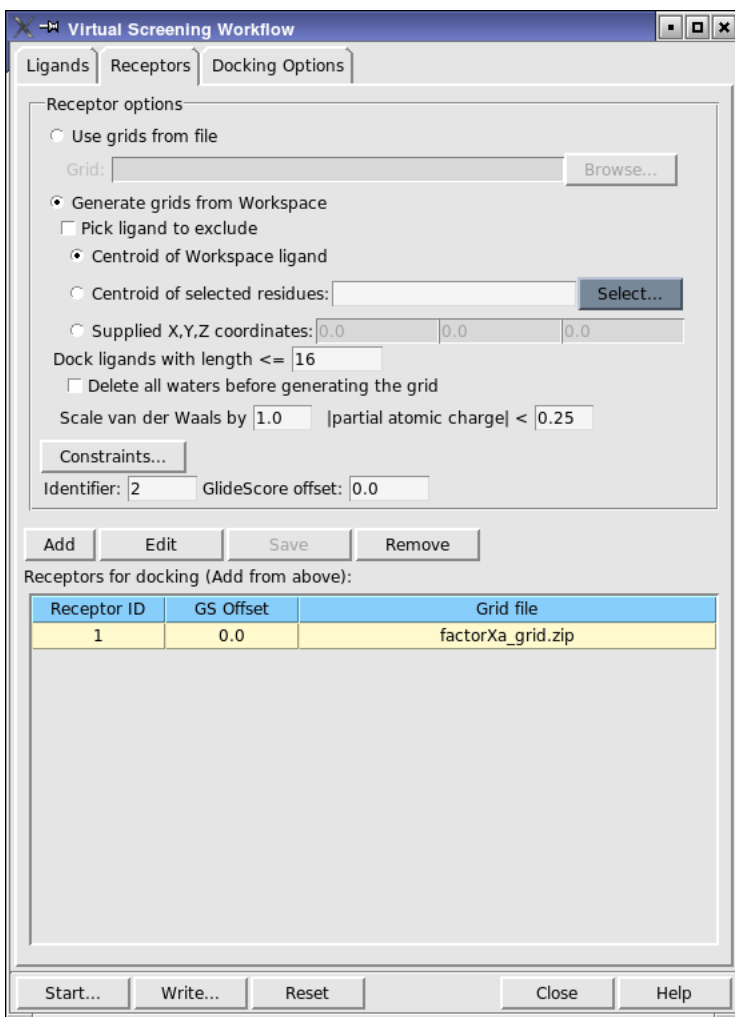 Virtual Screening Workflow
Ligands Receptors Docking Options
Receptor options
Use grids from file
Grid: Browse...
Generate grids from Workspace
Pick ligand to exclude
Centroid of Workspace ligand
Centroid of selected residues: Select...
Supplied X,Y,Z coordinates: 0.0 0.0 0.0
Dock ligands with length <= 16
Delete all waters before generating the grid
Scale van der Waals by 1.0 |partial atomic charge| < 0.25
Constraints...
Identifier: 2 GlideScore offset: 0.0
Add Edit Save Remove
Receptors for docking (Add from above):
Receptor ID GS Offset Grid file
1 0.0 factorXa_grid.zip
Start... Write... Reset Close Help